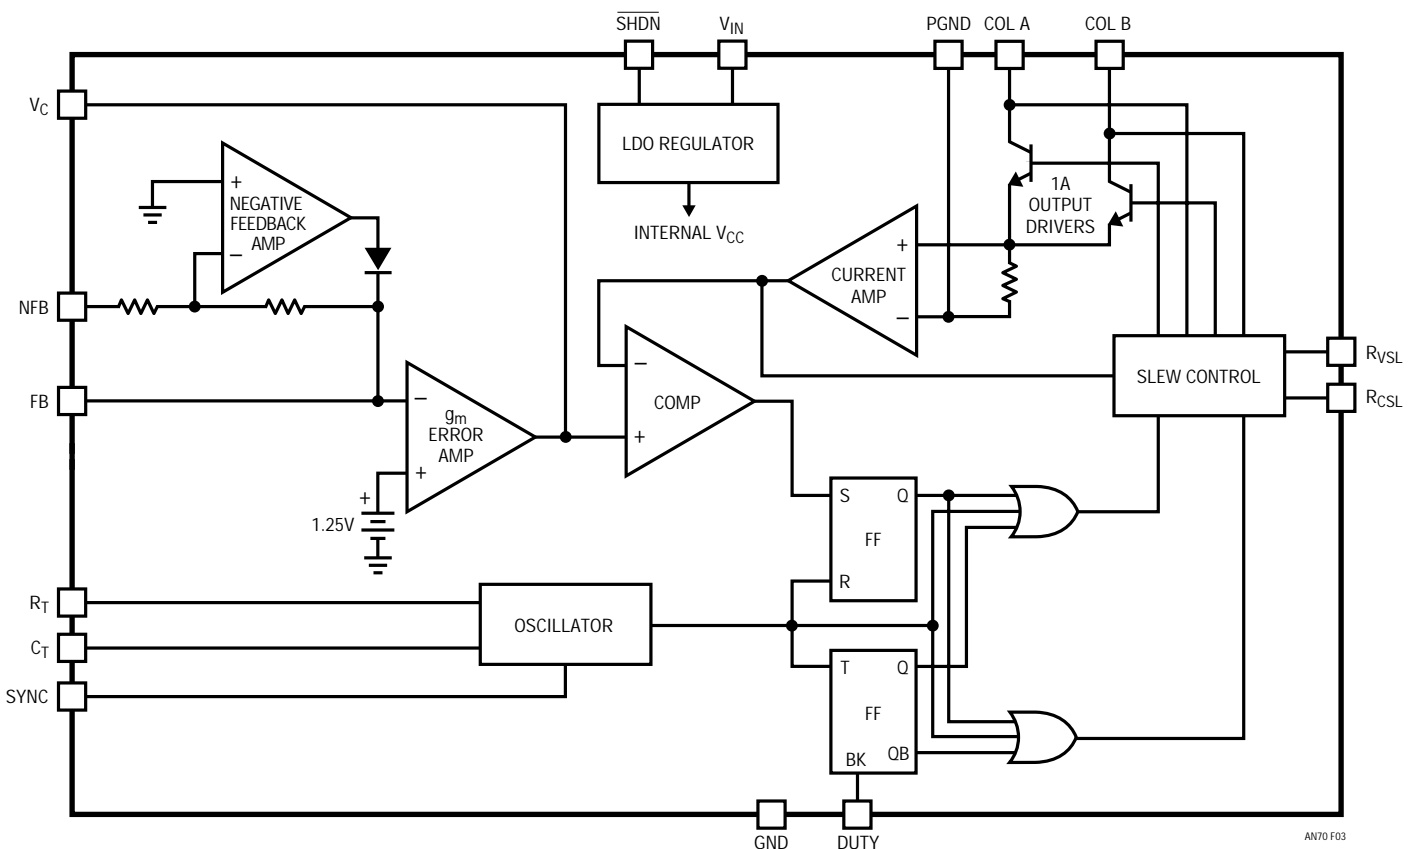 SHDN
VIN
PGND
COL A
COL B
VC
LDO REGULATOR
INTERNAL VCC
+
NEGATIVE
FEEDBACK
AMP
−
1A
OUTPUT
DRIVERS
+
CURRENT
AMP
−
NFB
FB
−
gm
ERROR
AMP
+
+
1.25V
−
COMP
+
SLEW CONTROL
RVSL
RCSL
S
Q
FF
R
RT
CT
SYNC
OSCILLATOR
T
Q
FF
BK
QB
GND
DUTY
AN70 F03